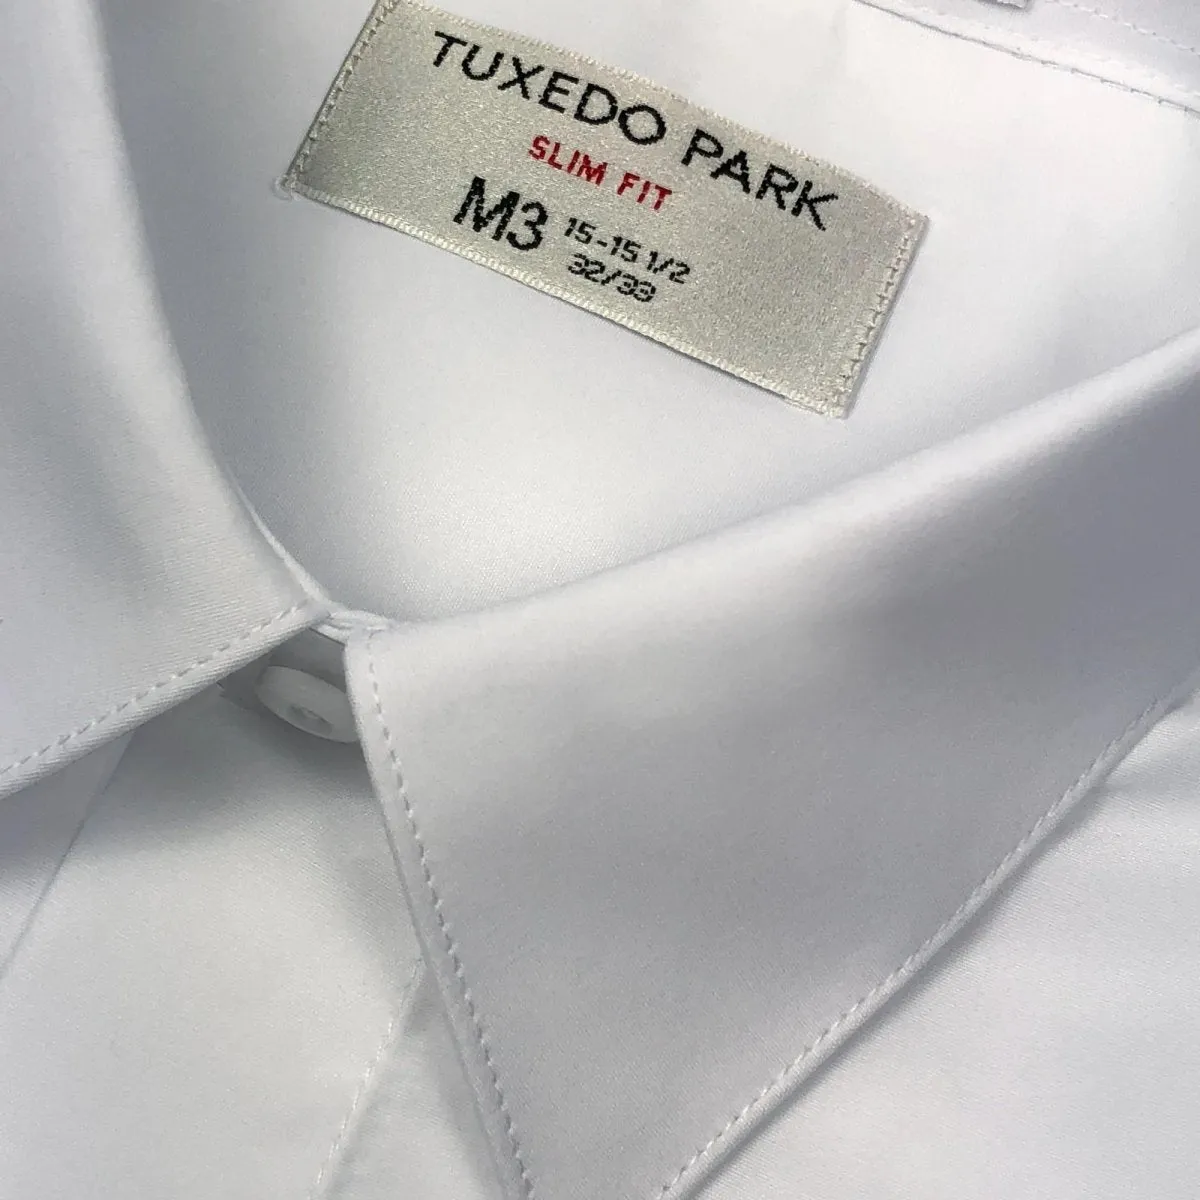 TUXEDO PARK
SLIM FIT
M3 15-15 1/2
32/33